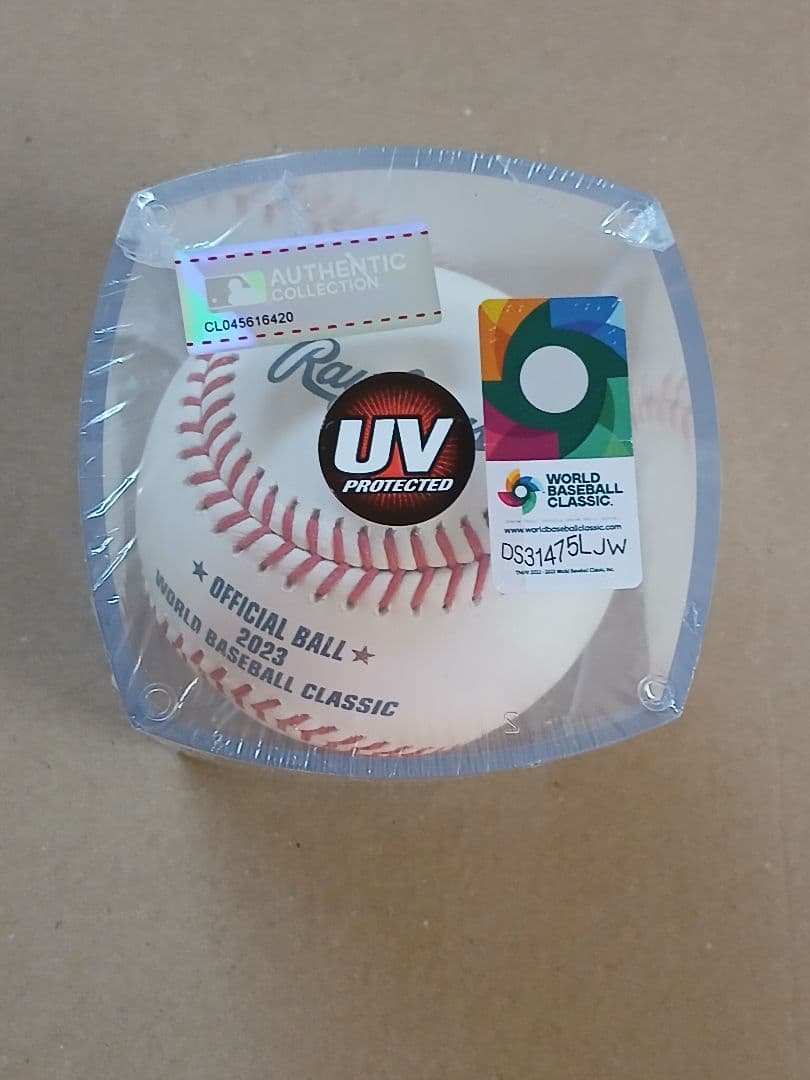 AUTHENTIC
COLLECTION
CL045616420
UV
PROTECTED
WORLD
BASEBALL
CLASSIC.
www.worldbaseballclassic.com
DS31475LJW
★ OFFICIAL BALL ★
2023
WORLD BASEBALL CLASSIC